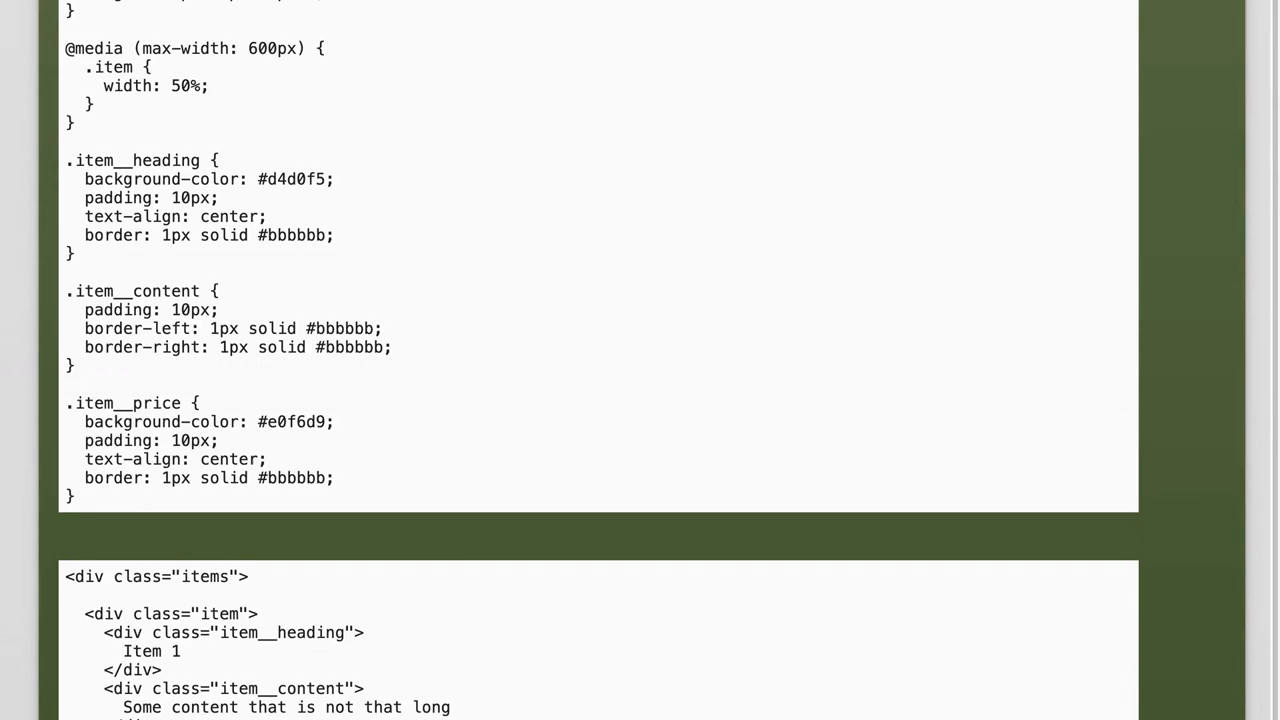 }
@media (max-width: 600px) {
.item {
width: 50%;
}
}
.item__heading {
background-color: #d4d0f5;
padding: 10px;
text-align: center;
border: 1px solid #bbbbbb;
}
.item__content {
padding: 10px;
border-left: 1px solid #bbbbbb;
border-right: 1px solid #bbbbbb;
}
.item__price {
background-color: #e0f6d9;
padding: 10px;
text-align: center;
border: 1px solid #bbbbbb;
}
<div class="items">
<div class="item">
<div class="item__heading">
Item 1
</div>
<div class="item__content">
Some content that is not that long